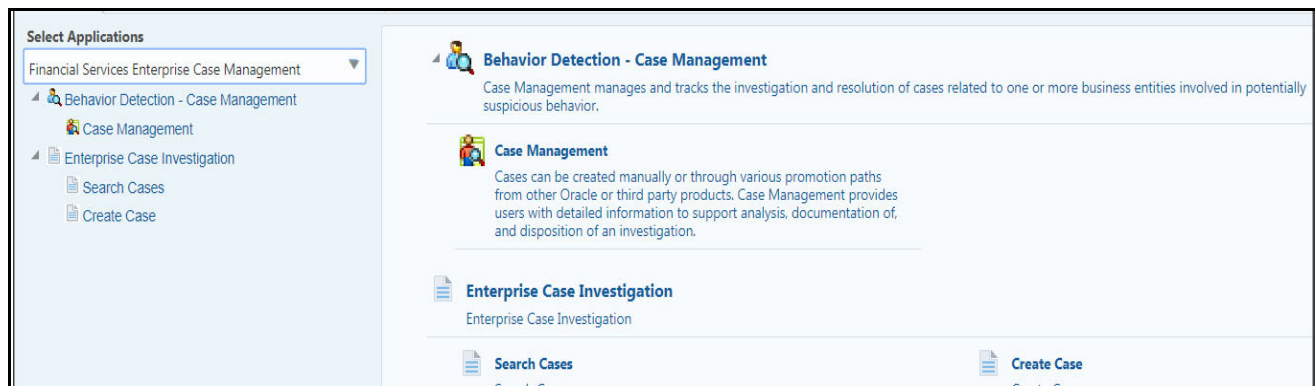 Select Applications
Financial Services Enterprise Case Management
Behavior Detection - Case Management
Case Management
Enterprise Case Investigation
Search Cases
Create Case
Behavior Detection - Case Management
Case Management manages and tracks the investigation and resolution of cases related to one or more business entities involved in potentially
suspicious behavior.
Case Management
Cases can be created manually or through various promotion paths
from other Oracle or third party products. Case Management provides
users with detailed information to support analysis, documentation of,
and disposition of an investigation.
Enterprise Case Investigation
Enterprise Case Investigation
Search Cases
Create Case